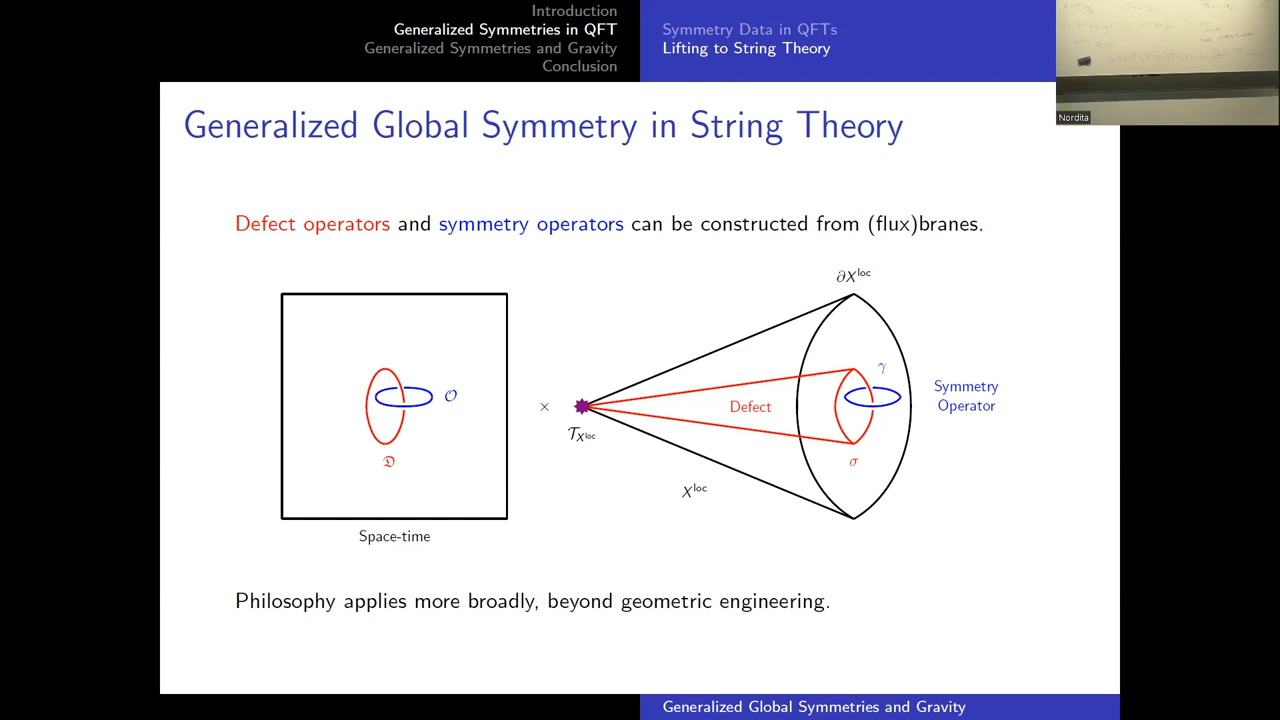 Introduction
Generalized Symmetries in QFT
Generalized Symmetries and Gravity
Conclusion
Symmetry Data in QFTs
Lifting to String Theory
Nordita
Generalized Global Symmetry in String Theory
Defect operators and symmetry operators can be constructed from (flux)branes.
∂X^loc
γ
𝒪
Symmetry
Operator
×
Defect
𝒯_X^loc
𝔇
σ
X^loc
Space-time
Philosophy applies more broadly, beyond geometric engineering.
Generalized Global Symmetries and Gravity